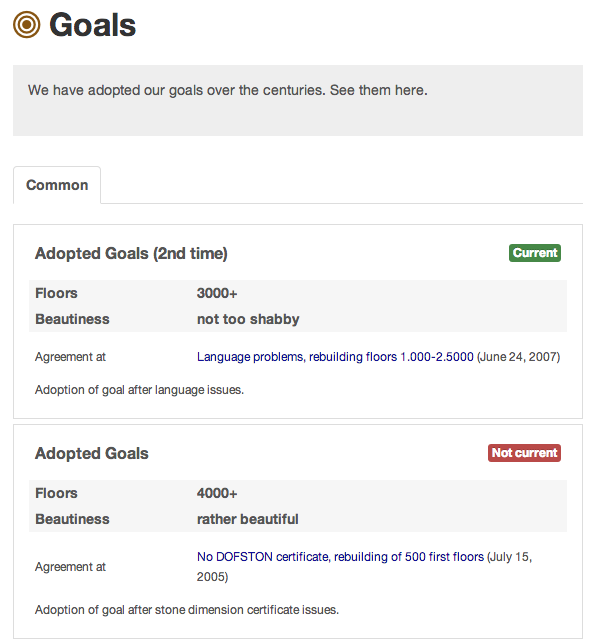 Goals
We have adopted our goals over the centuries. See them here.
Common
Adopted Goals (2nd time) Current
Floors 3000+
Beautiness not too shabby
Agreement at Language problems, rebuilding floors 1.000-2.5000 (June 24, 2007)
Adoption of goal after language issues.
Adopted Goals Not current
Floors 4000+
Beautiness rather beautiful
Agreement at No DOFSTON certificate, rebuilding of 500 first floors (July 15,
2005)
Adoption of goal after stone dimension certificate issues.